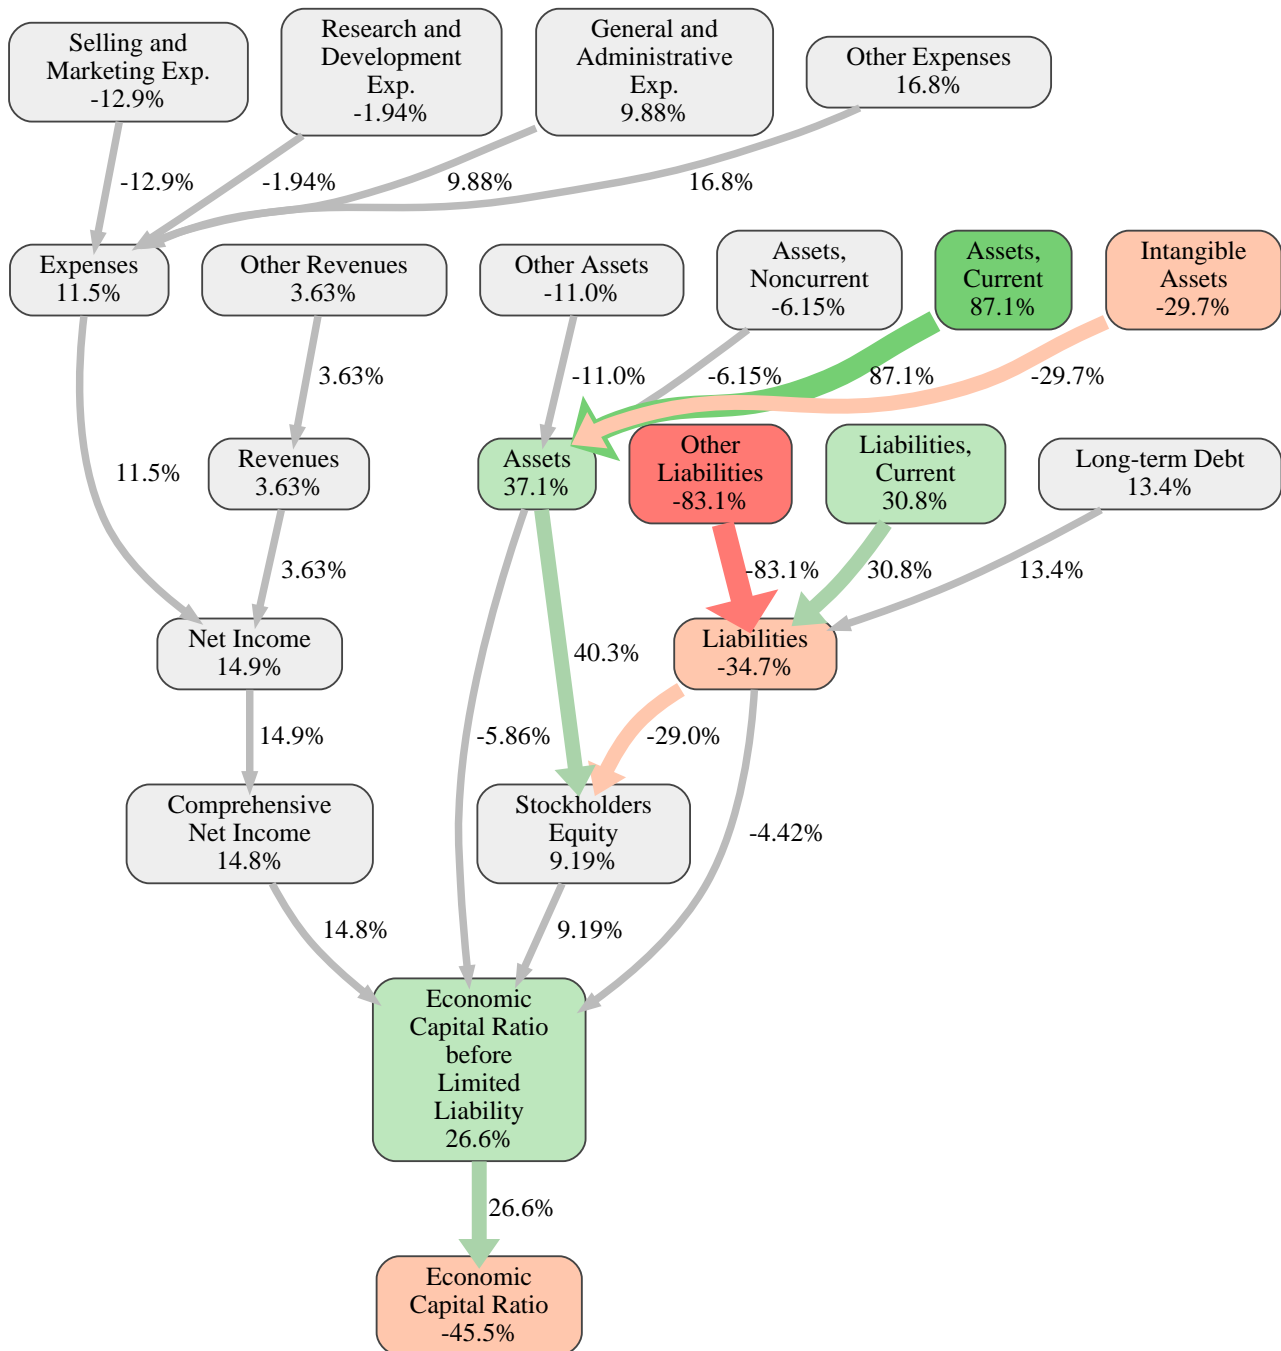 Selling and
Marketing Exp.
-12.9%
Research and
Development
Exp.
-1.94%
General and
Administrative
Exp.
9.88%
Other Expenses
16.8%
-12.9%
-1.94%
9.88%
16.8%
Expenses
11.5%
Other Revenues
3.63%
Other Assets
-11.0%
Assets,
Noncurrent
-6.15%
Assets,
Current
87.1%
Intangible
Assets
-29.7%
3.63%
-11.0%
-6.15%
87.1%
-29.7%
11.5%
Revenues
3.63%
Assets
37.1%
Other
Liabilities
-83.1%
Liabilities,
Current
30.8%
Long-term Debt
13.4%
3.63%
-83.1%
30.8%
13.4%
Net Income
14.9%
40.3%
Liabilities
-34.7%
14.9%
-5.86%
-29.0%
Comprehensive
Net Income
14.8%
Stockholders
Equity
9.19%
-4.42%
14.8%
9.19%
Economic
Capital Ratio
before
Limited
Liability
26.6%
26.6%
Economic
Capital Ratio
-45.5%